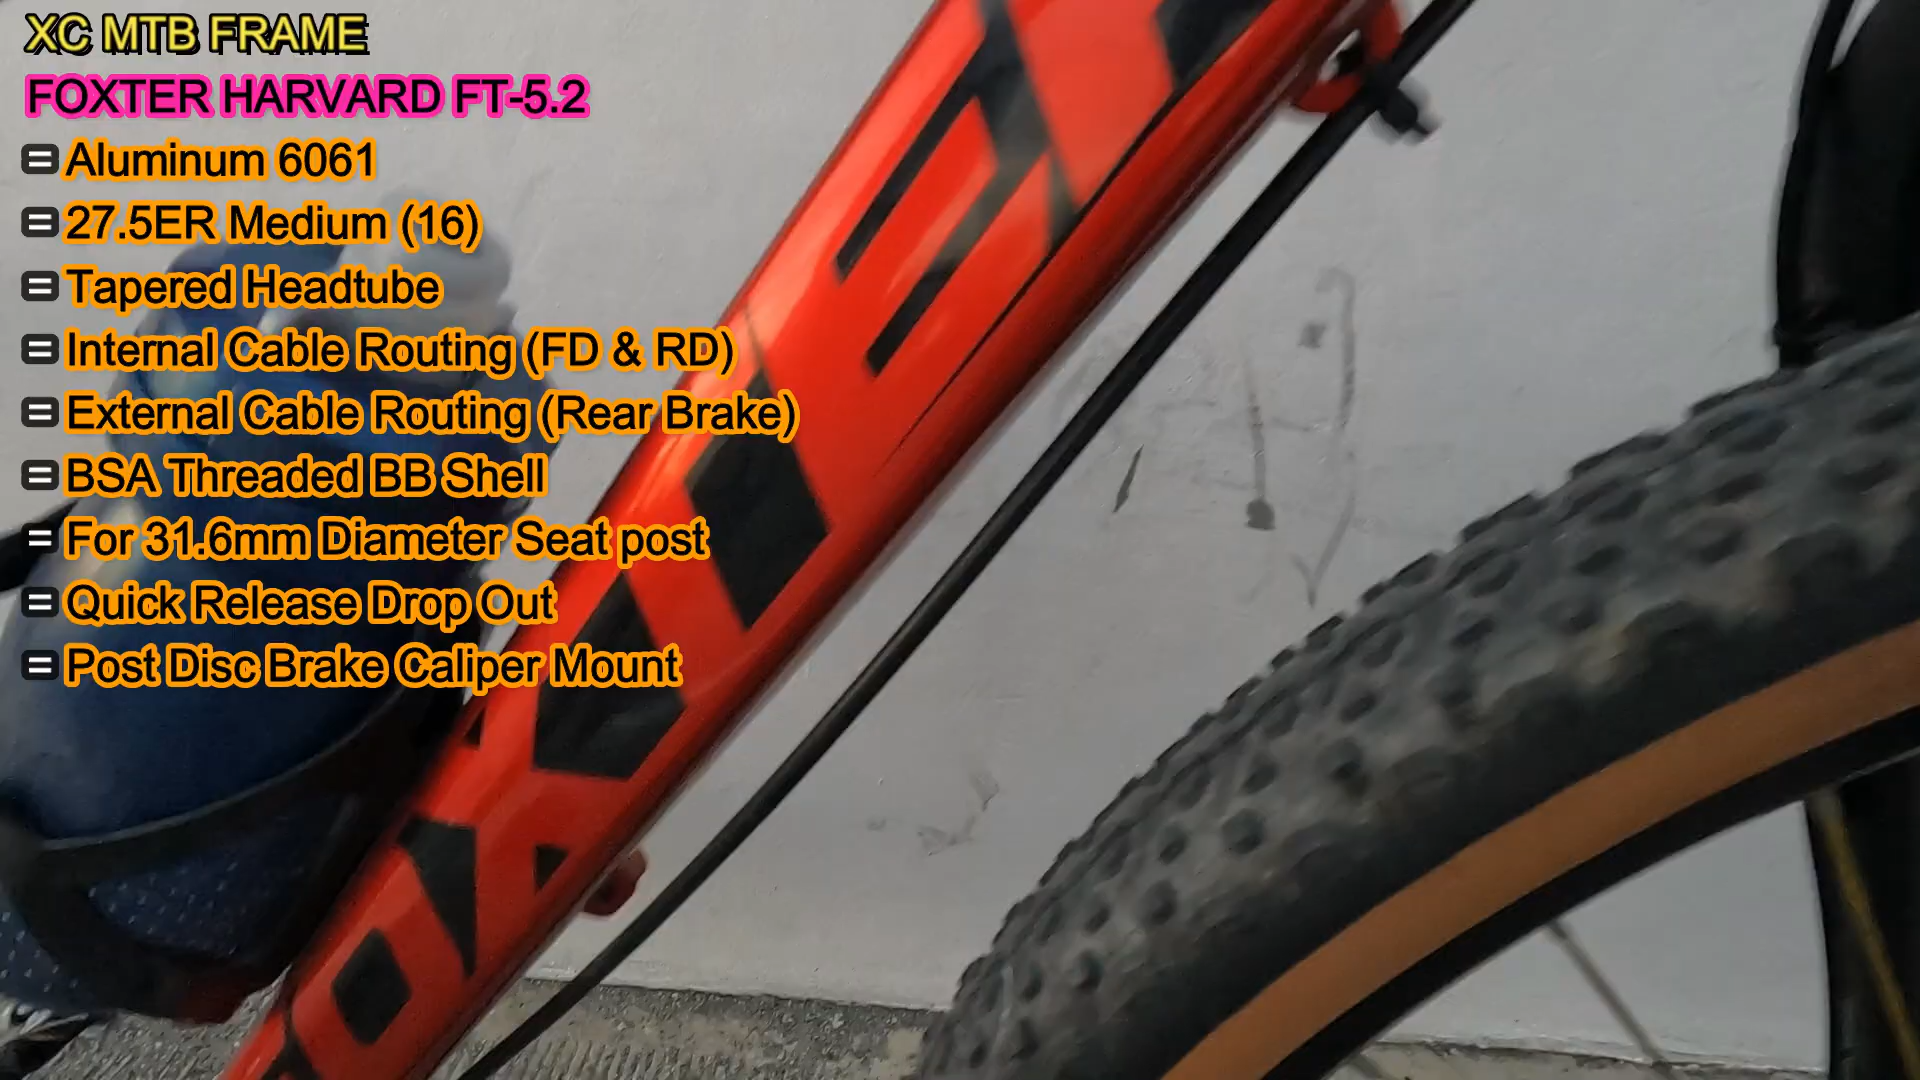 XC MTB FRAME
FOXTER HARVARD FT-5.2
= Aluminum 6061
= 27.5ER Medium (16)
= Tapered Headtube
= Internal Cable Routing (FD & RD)
= External Cable Routing (Rear Brake)
= BSA Threaded BB Shell
= For 31.6mm Diameter Seat post
= Quick Release Drop Out
= Post Disc Brake Caliper Mount
FOXTER